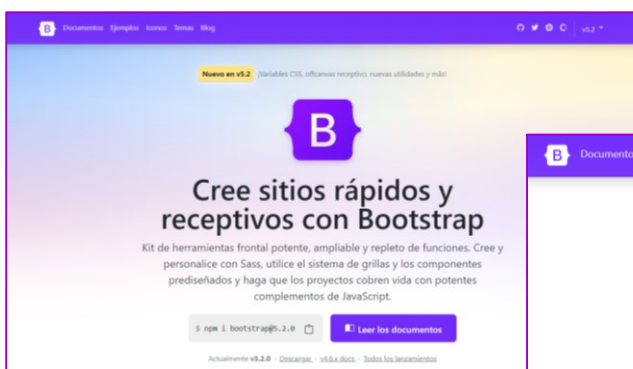 B Documentos Ejemplos Iconos Temas Blog v5.2
Nuevo en v5.2 ¡Variables CSS, offcanvas receptivo, nuevas utilidades y más!
B
Cree sitios rápidos y
receptivos con Bootstrap
Kit de herramientas frontal potente, ampliable y repleto de funciones. Cree y
personalice con Sass, utilice el sistema de grillas y los componentes
prediseñados y haga que los proyectos cobren vida con potentes
complementos de JavaScript.
$ npm i bootstrap@5.2.0 Leer los documentos
Actualmente v5.2.0 · Descargar · v4.6.x docs · Todos los lanzamientos
B Documento